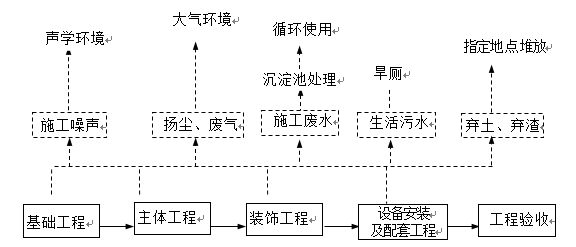 声学环境
大气环境
循环使用
沉淀池处理
旱厕
指定地点堆放
施工噪声
扬尘、废气
施工废水
生活污水
弃土、弃渣
基础工程
主体工程
装饰工程
设备安装
及配套工程
工程验收